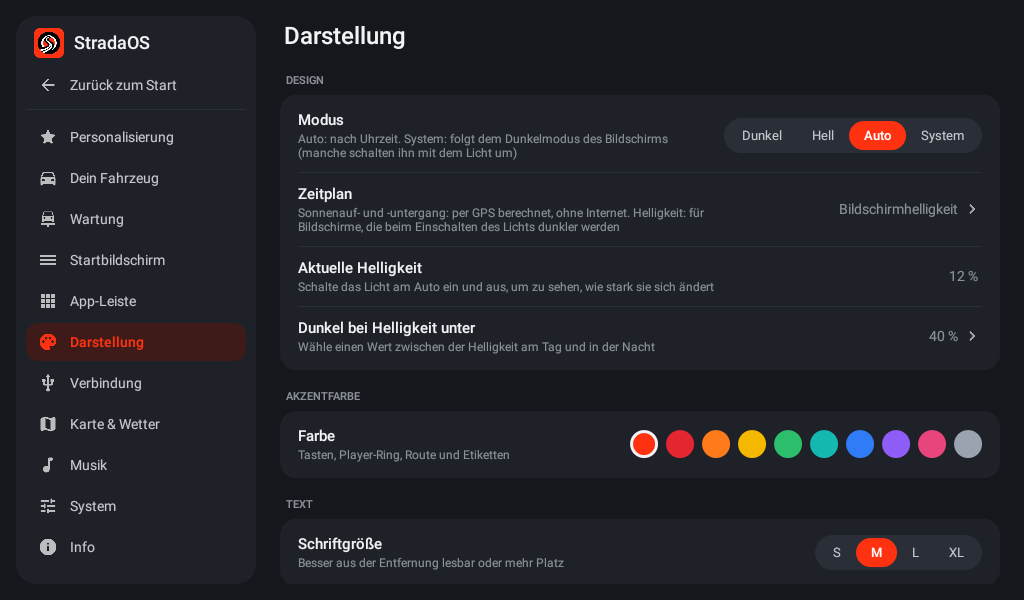 StradaOS
Zurück zum Start
Personalisierung
Dein Fahrzeug
Wartung
Startbildschirm
App-Leiste
Darstellung
Verbindung
Karte & Wetter
Musik
System
Info
Darstellung
DESIGN
Modus
Auto: nach Uhrzeit. System: folgt dem Dunkelmodus des Bildschirms
(manche schalten ihn mit dem Licht um)
Dunkel Hell Auto System
Zeitplan
Sonnenauf- und -untergang: per GPS berechnet, ohne Internet. Helligkeit: für
Bildschirme, die beim Einschalten des Lichts dunkler werden
Bildschirmhelligkeit
Aktuelle Helligkeit
Schalte das Licht am Auto ein und aus, um zu sehen, wie stark sie sich ändert
12 %
Dunkel bei Helligkeit unter
Wähle einen Wert zwischen der Helligkeit am Tag und in der Nacht
40 %
AKZENTFARBE
Farbe
Tasten, Player-Ring, Route und Etiketten
TEXT
Schriftgröße
Besser aus der Entfernung lesbar oder mehr Platz
S M L XL